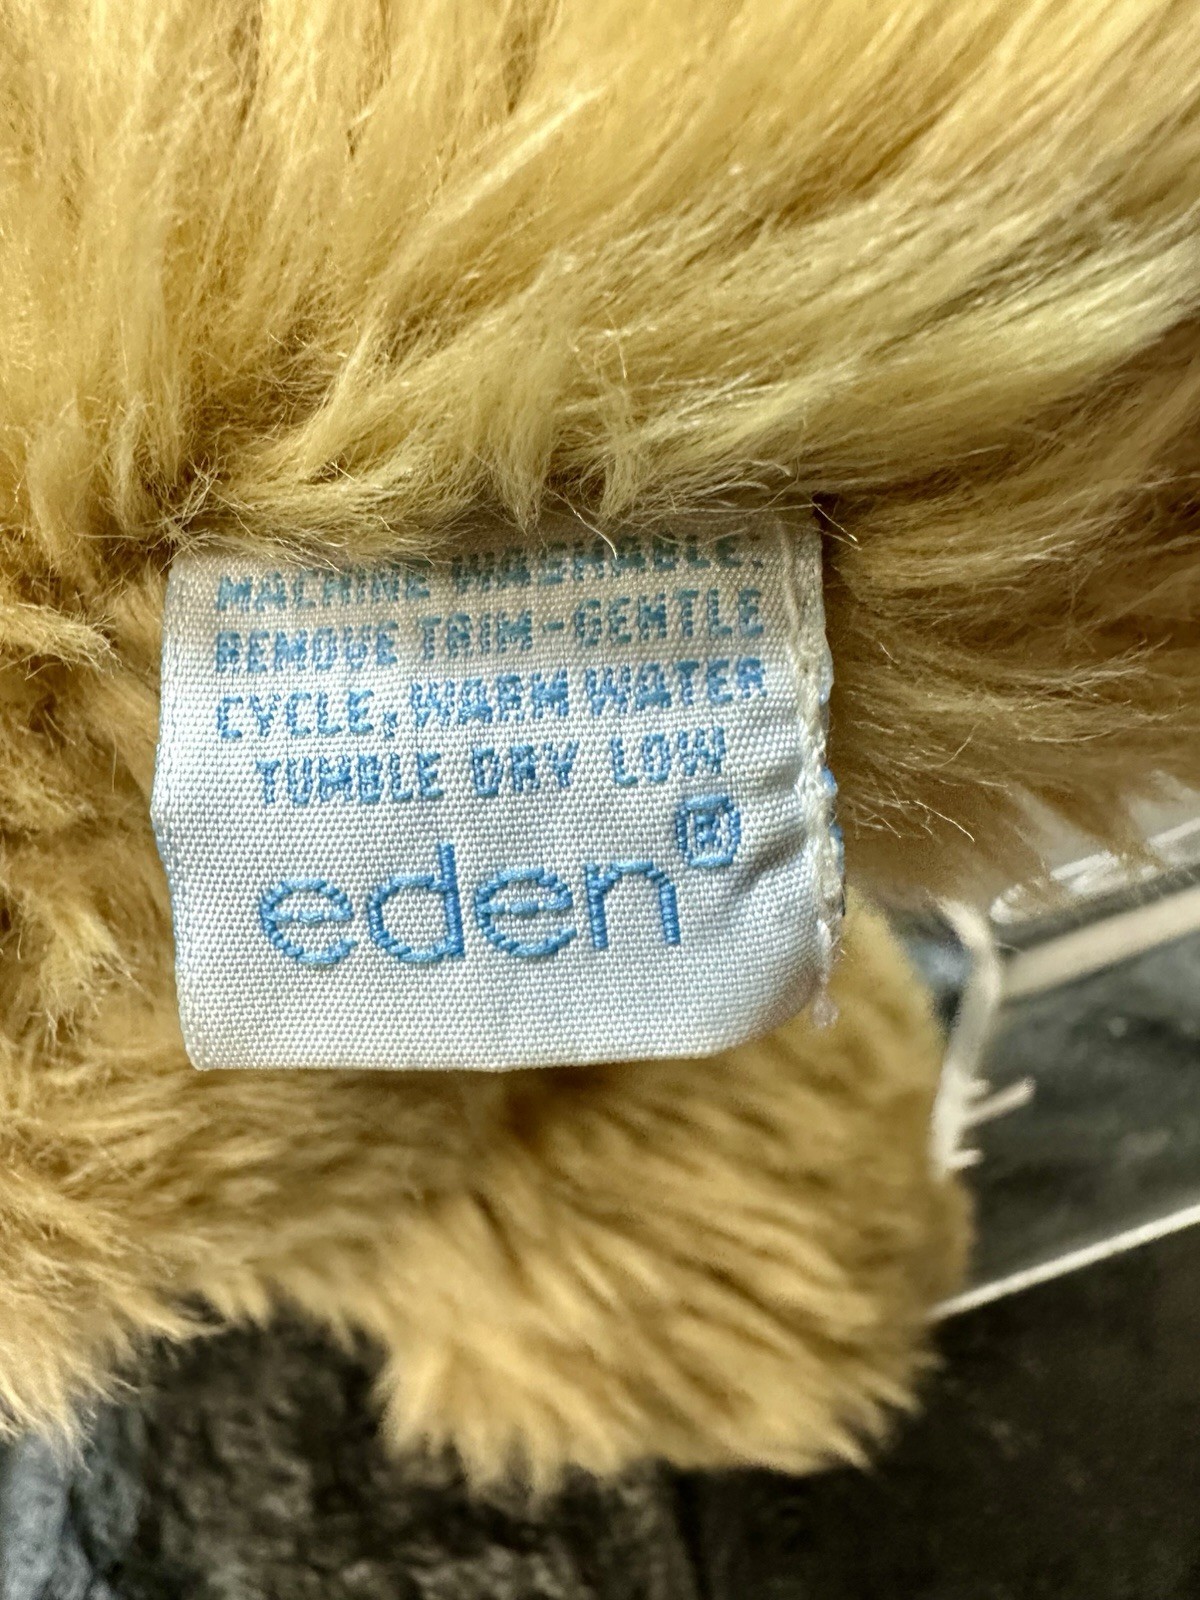 MACHINE WASHABLE.
REMOVE TRIM-GENTLE
CYCLE, WARM WATER
TUMBLE DRY LOW
eden®